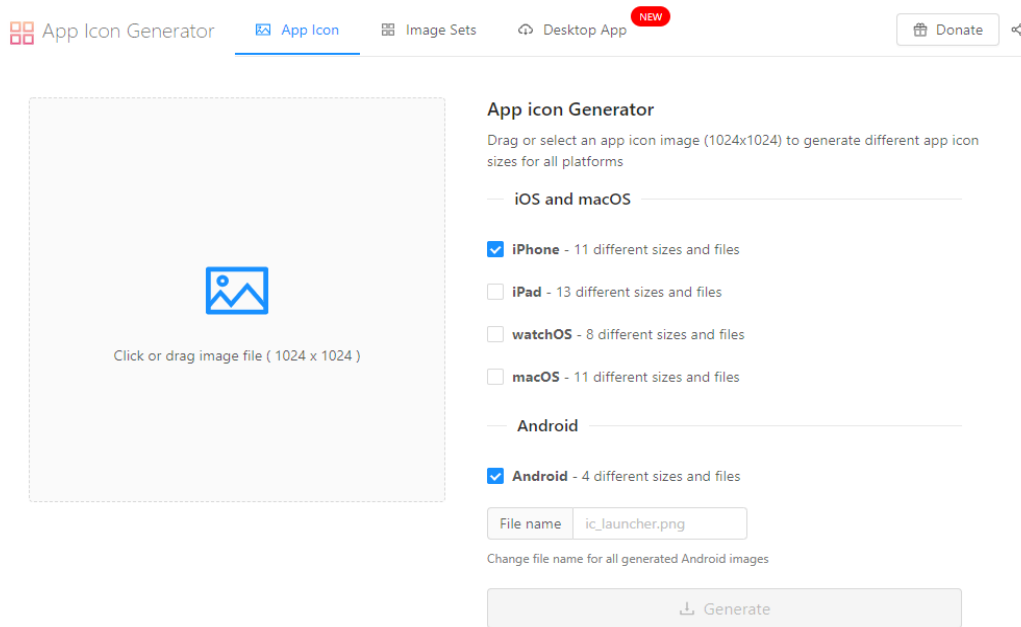 App Icon Generator
App Icon
Image Sets
Desktop App
NEW
Donate
Click or drag image file ( 1024 x 1024 )
App icon Generator
Drag or select an app icon image (1024x1024) to generate different app icon
sizes for all platforms
iOS and macOS
iPhone - 11 different sizes and files
iPad - 13 different sizes and files
watchOS - 8 different sizes and files
macOS - 11 different sizes and files
Android
Android - 4 different sizes and files
File name ic_launcher.png
Change file name for all generated Android images
Generate